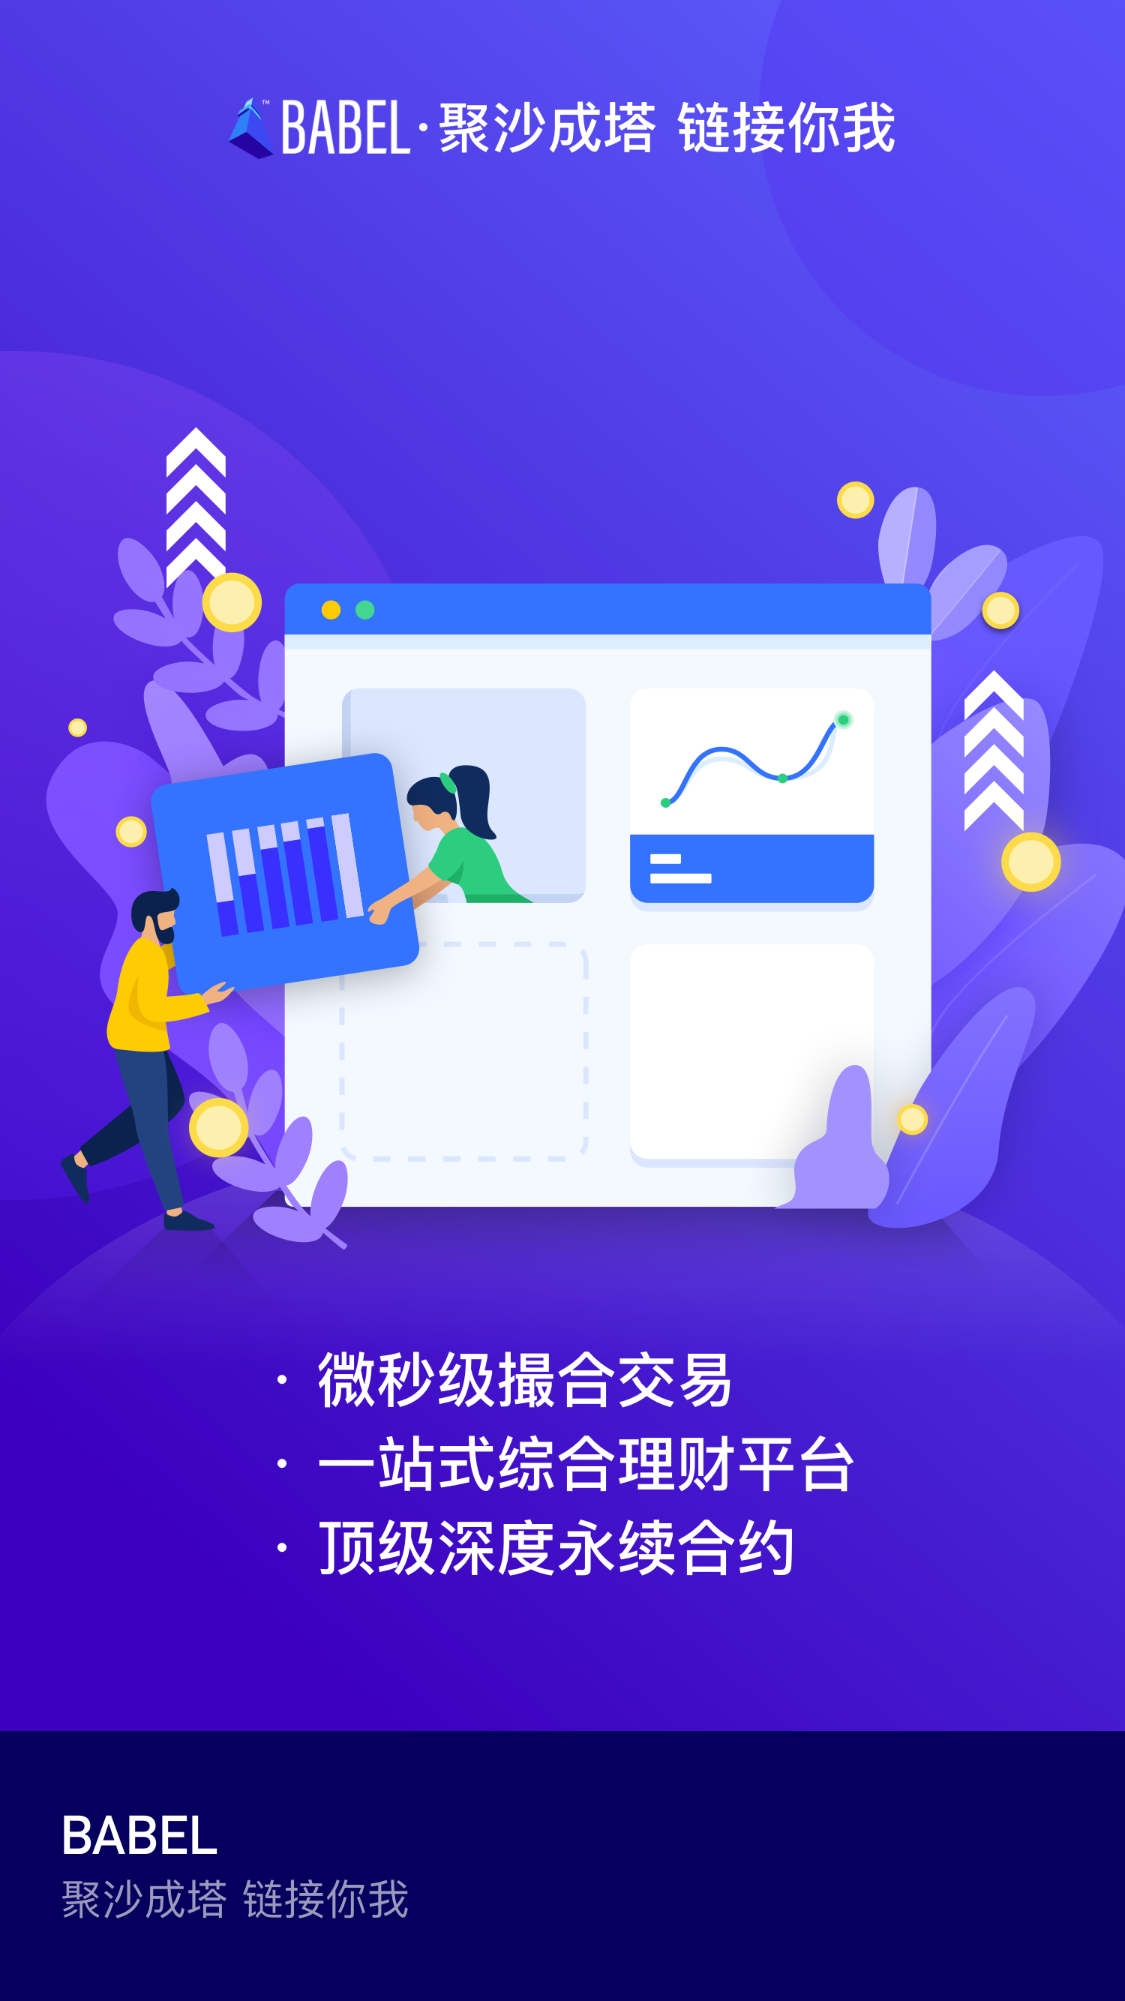 BABEL™·聚沙成塔 链接你我
· 微秒级撮合交易
· 一站式综合理财平台
· 顶级深度永续合约
BABEL
聚沙成塔 链接你我